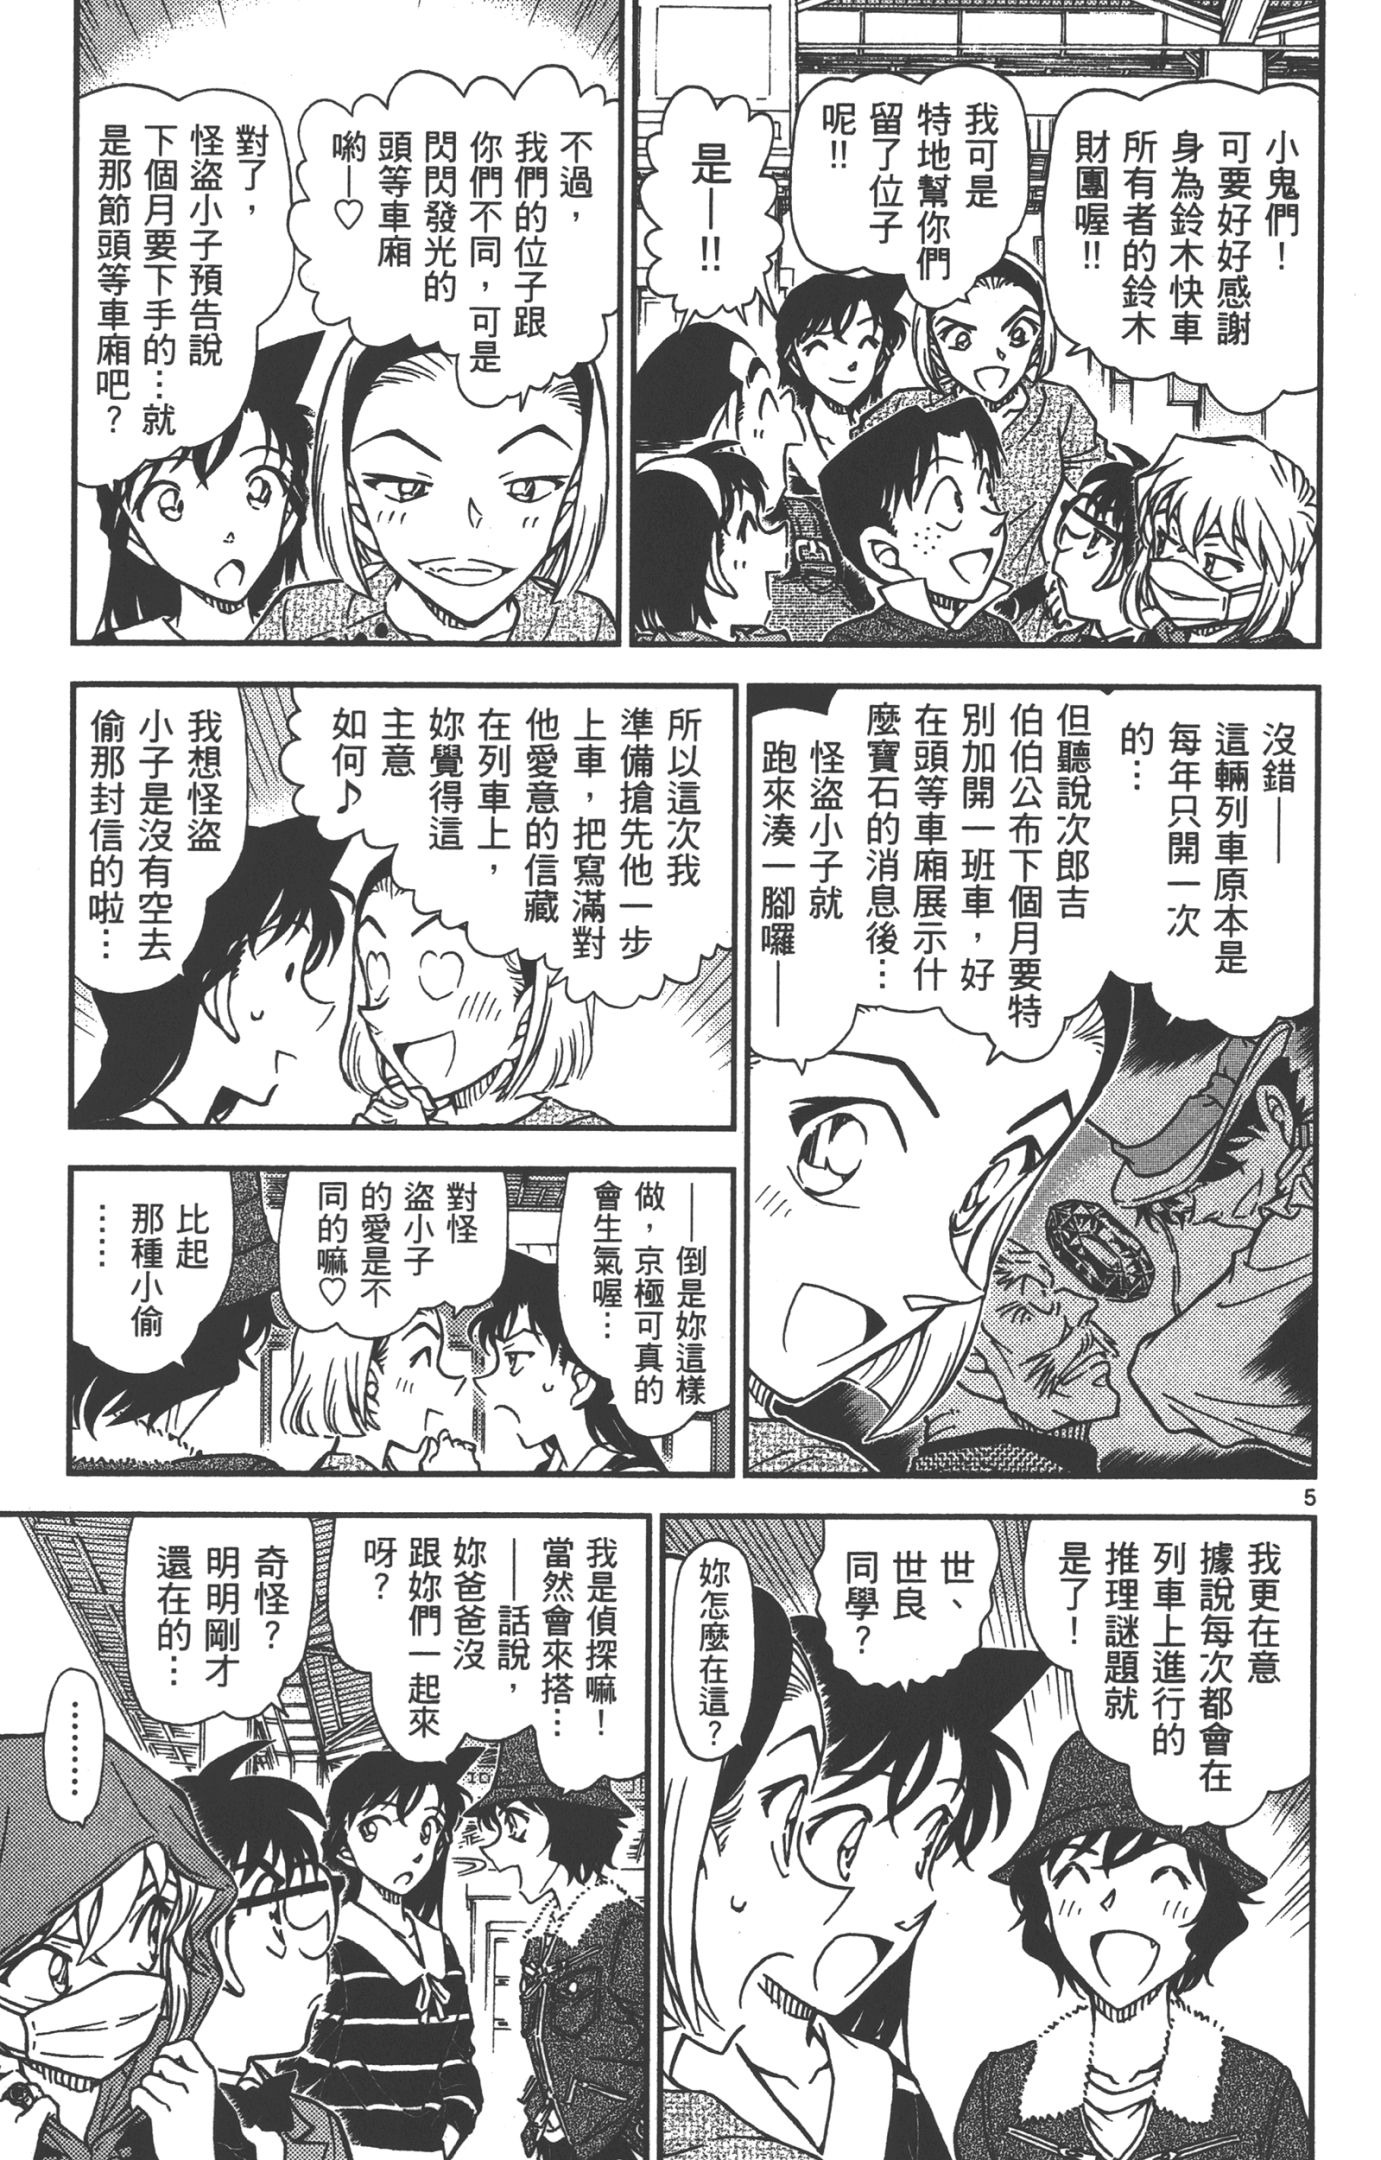 小鬼們！
可要好好感謝
身為鈴木快車
所有者的鈴木
財團喔!!
我可是
特地幫你們
留了位子
呢!!
是—!!
不過，
我們的位子跟
你們不同，可是
閃閃發光的
頭等車廂
喲—♡
對了，
怪盜小子預告說
下個月要下手的…就
是那節頭等車廂吧？
沒錯——
這輛列車原本是
每年只開一次
的…
但聽說次郎吉
伯伯公布下個月要特
別加開一班車，好
在頭等車廂展示什
麼寶石的消息後…
怪盜小子就
跑來湊一腳囉—
所以這次我
準備搶先他一步
上車，把寫滿對
他愛意的信藏
在列車上，
妳覺得這
主意
如何♪
我想怪盜
小子是沒有空去
偷那封信的啦…
——倒是妳這樣
做，京極可真的
會生氣喔…
對怪
盜小子
的愛是不
同的嘛♡
比起
那種小偷
……
5
我更在意
據說每次都會在
列車上進行的
推理謎題就
是了！
世、
世良
同學？
妳怎麼在這？
我是偵探嘛！
當然會來搭…
——話說，
妳爸爸沒
跟妳們一起來
呀？
奇怪？
明明剛才
還在的…
………